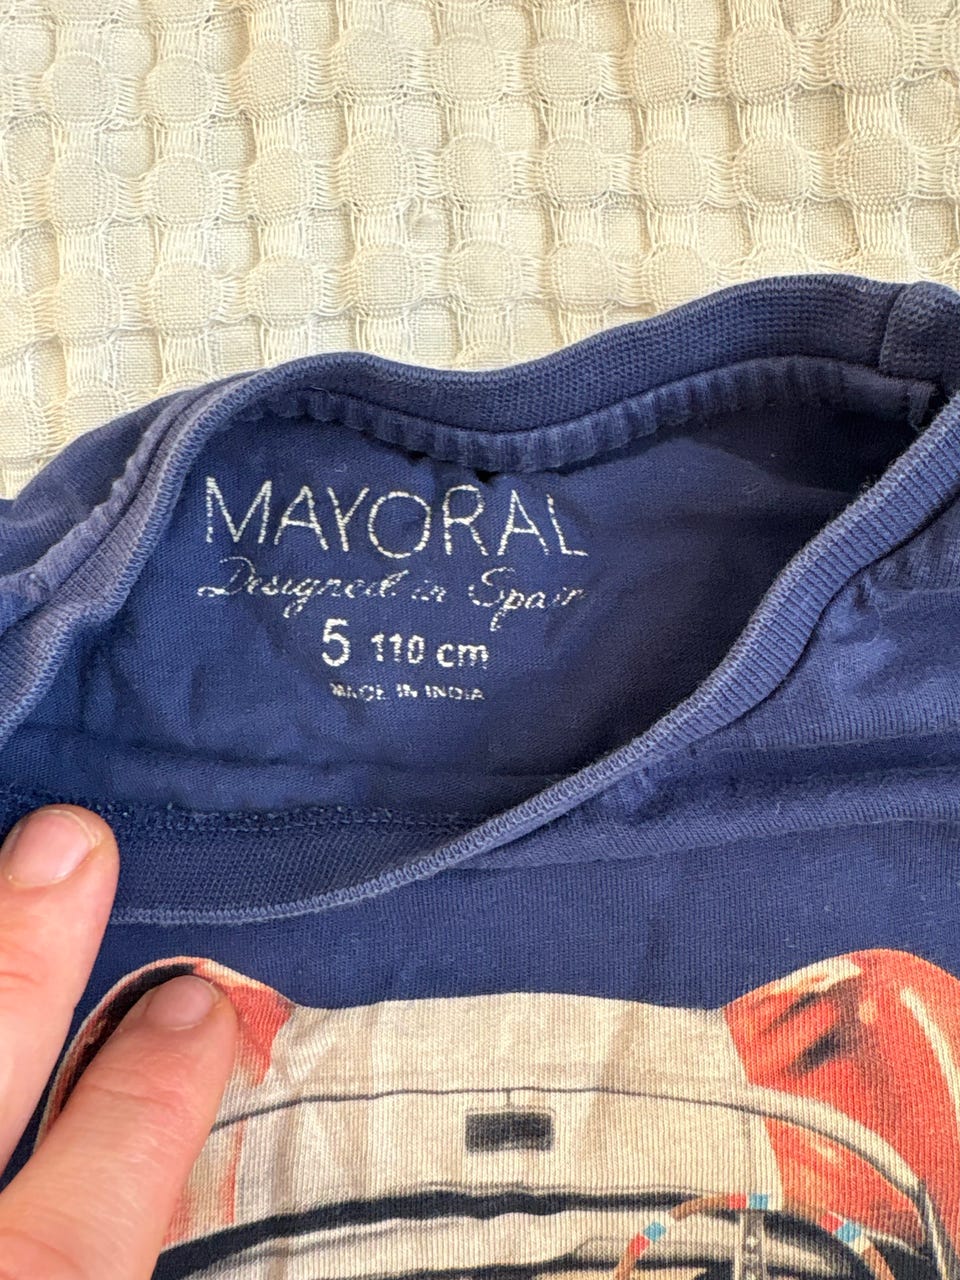 MAYORAL
Designed in Spain
5 110 cm
MADE IN INDIA